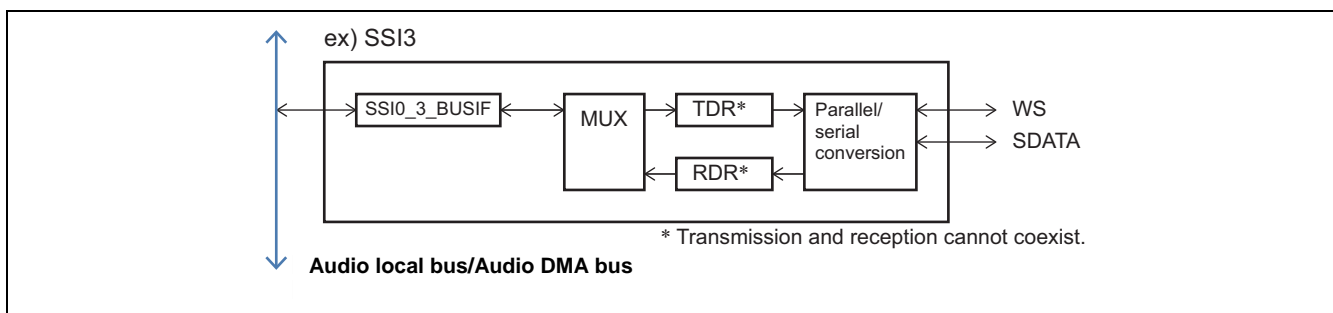 ex) SSI3
SSI0_3_BUSIF
MUX
TDR*
RDR*
Parallel/
serial
conversion
WS
SDATA
* Transmission and reception cannot coexist.
Audio local bus/Audio DMA bus